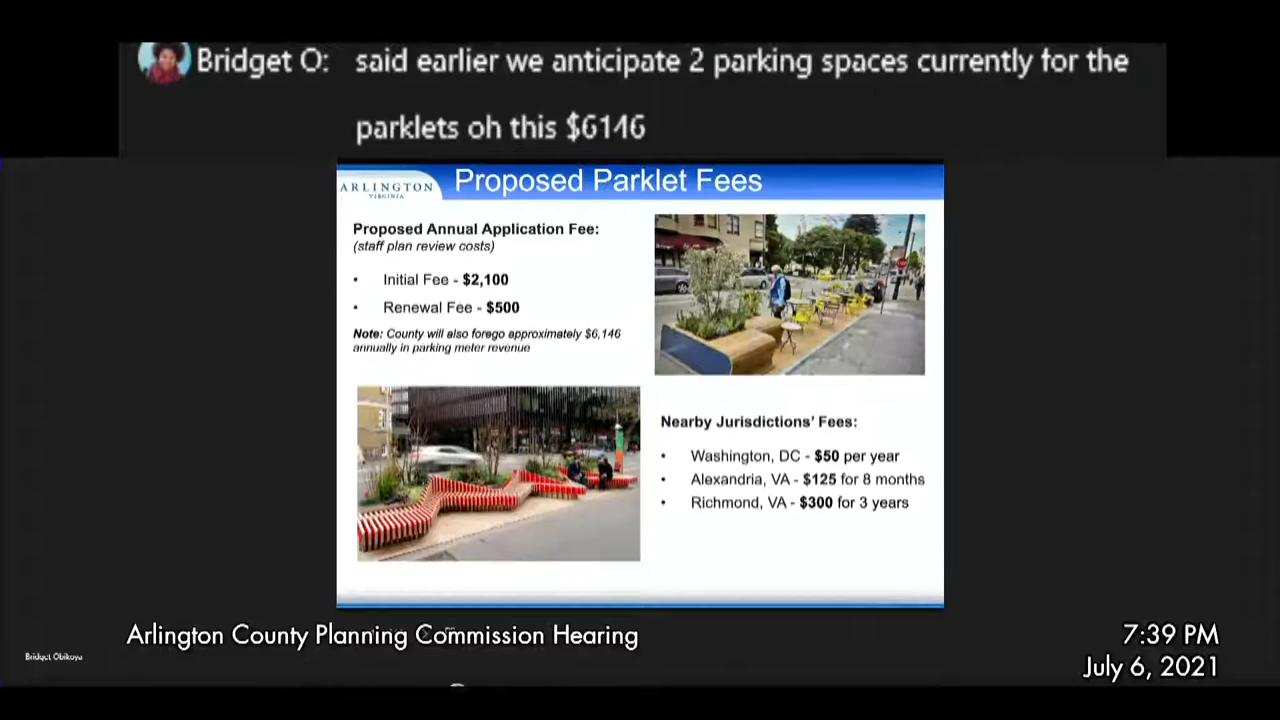 Bridget O: said earlier we anticipate 2 parking spaces currently for the
parklets oh this $6146
ARLINGTON
VIRGINIA
Proposed Parklet Fees
Proposed Annual Application Fee:
(staff plan review costs)
• Initial Fee - $2,100
• Renewal Fee - $500
Note: County will also forego approximately $6,146
annually in parking meter revenue
Nearby Jurisdictions' Fees:
• Washington, DC - $50 per year
• Alexandria, VA - $125 for 8 months
• Richmond, VA - $300 for 3 years
Arlington County Planning Commission Hearing
7:39 PM
July 6, 2021
Bridget Obikoya